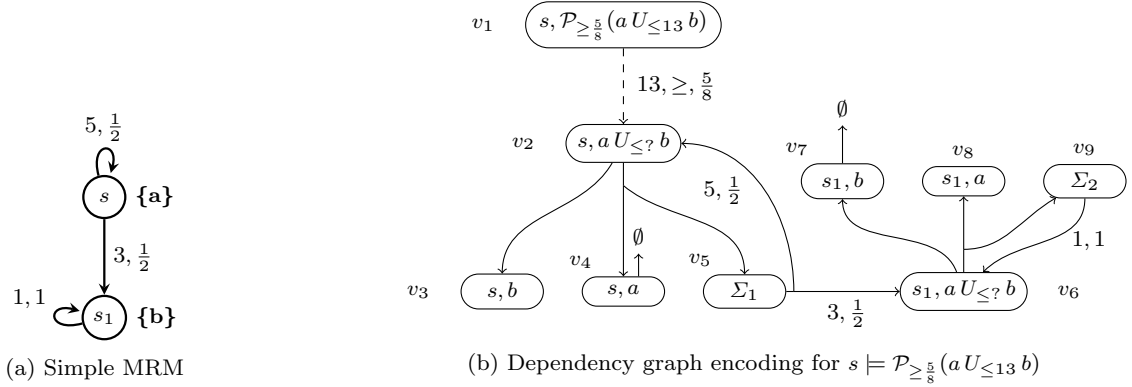 v₁
s, 𝒫≥5/8(a U≤13 b)
13, ≥, 5/8
v₂
s, a U≤? b
5, 1/2
v₃
s, b
v₄
s, a
∅
v₅
Σ₁
5, 1/2
3, 1/2
v₇
s₁, b
∅
v₈
s₁, a
v₉
Σ₂
1, 1
s₁, a U≤? b
v₆
s
{a}
3, 1/2
1, 1
s₁
{b}
(a) Simple MRM
(b) Dependency graph encoding for s ⊨ 𝒫≥5/8(a U≤13 b)